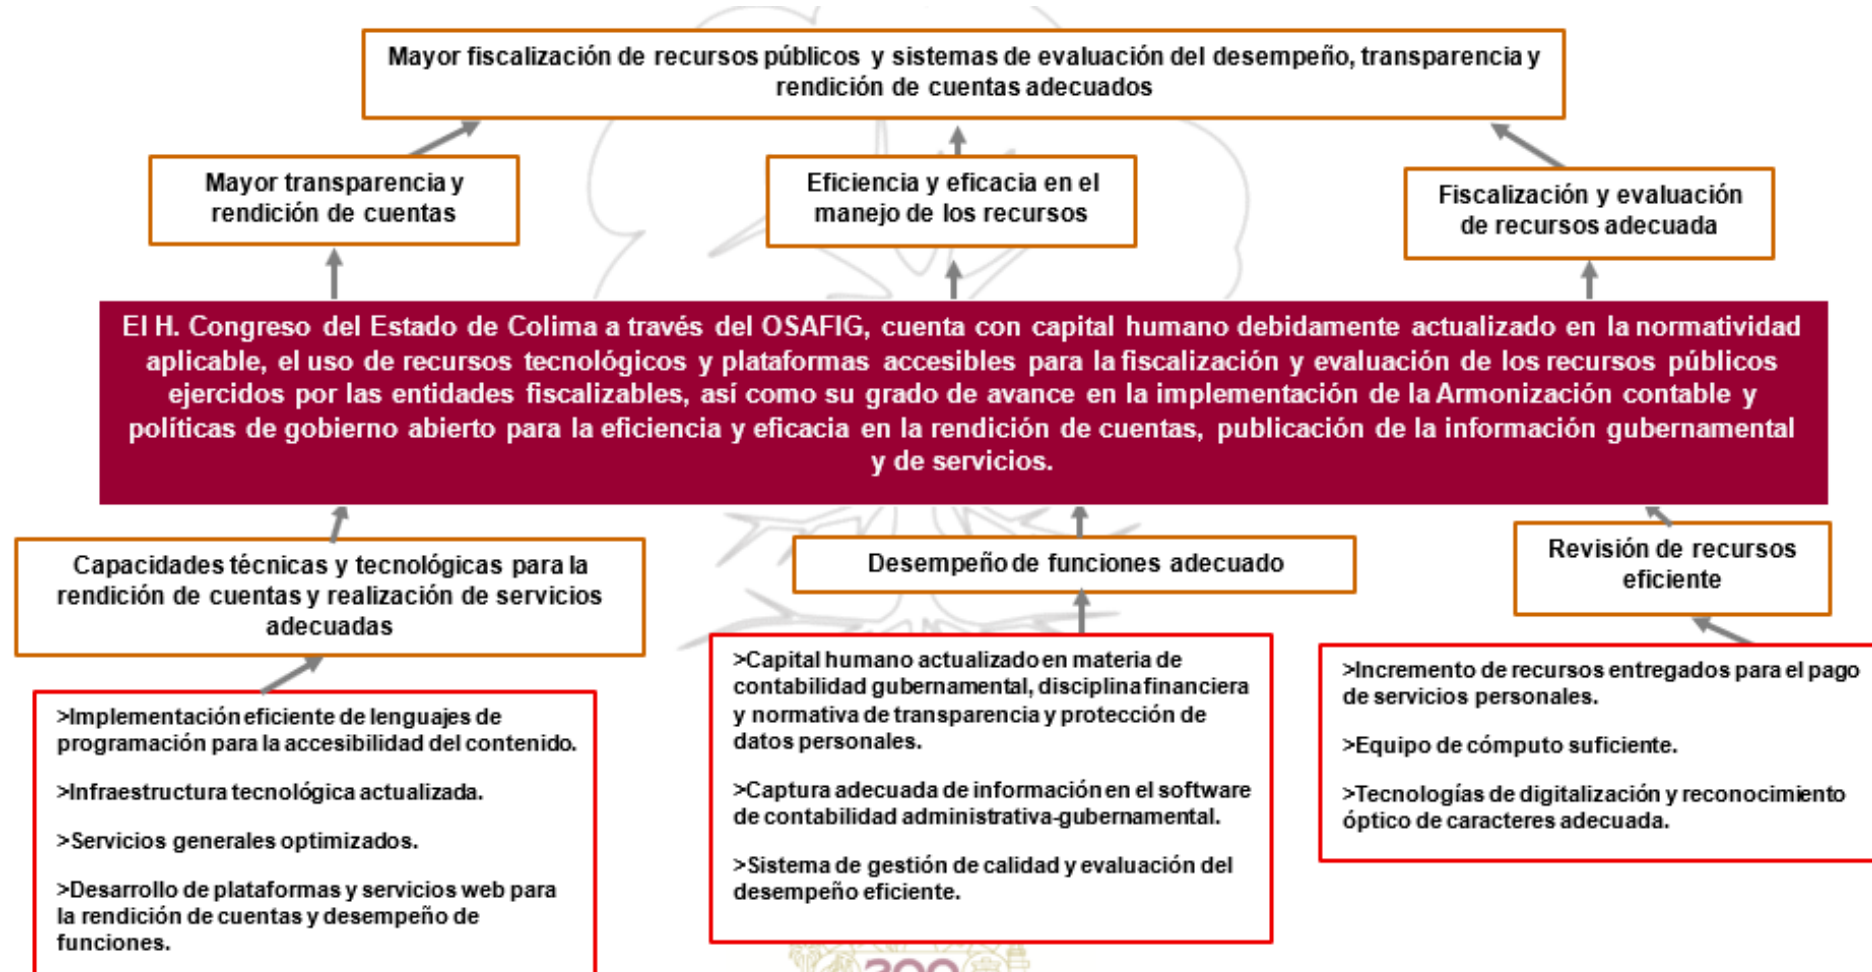 Mayor fiscalización de recursos públicos y sistemas de evaluación del desempeño, transparencia y
rendición de cuentas adecuados
Mayor transparencia y
rendición de cuentas
Eficiencia y eficacia en el
manejo de los recursos
Fiscalización y evaluación
de recursos adecuada
El H. Congreso del Estado de Colima a través del OSAFIG, cuenta con capital humano debidamente actualizado en la normatividad
aplicable, el uso de recursos tecnológicos y plataformas accesibles para la fiscalización y evaluación de los recursos públicos
ejercidos por las entidades fiscalizables, así como su grado de avance en la implementación de la Armonización contable y
políticas de gobierno abierto para la eficiencia y eficacia en la rendición de cuentas, publicación de la información gubernamental
y de servicios.
Capacidades técnicas y tecnológicas para la
rendición de cuentas y realización de servicios
adecuadas
Desempeño de funciones adecuado
Revisión de recursos
eficiente
>Implementación eficiente de lenguajes de
programación para la accesibilidad del contenido.
>Infraestructura tecnológica actualizada.
>Servicios generales optimizados.
>Desarrollo de plataformas y servicios web para
la rendición de cuentas y desempeño de
funciones.
>Capital humano actualizado en materia de
contabilidad gubernamental, disciplina financiera
y normativa de transparencia y protección de
datos personales.
>Captura adecuada de información en el software
de contabilidad administrativa-gubernamental.
>Sistema de gestión de calidad y evaluación del
desempeño eficiente.
>Incremento de recursos entregados para el pago
de servicios personales.
>Equipo de cómputo suficiente.
>Tecnologías de digitalización y reconocimiento
óptico de caracteres adecuada.